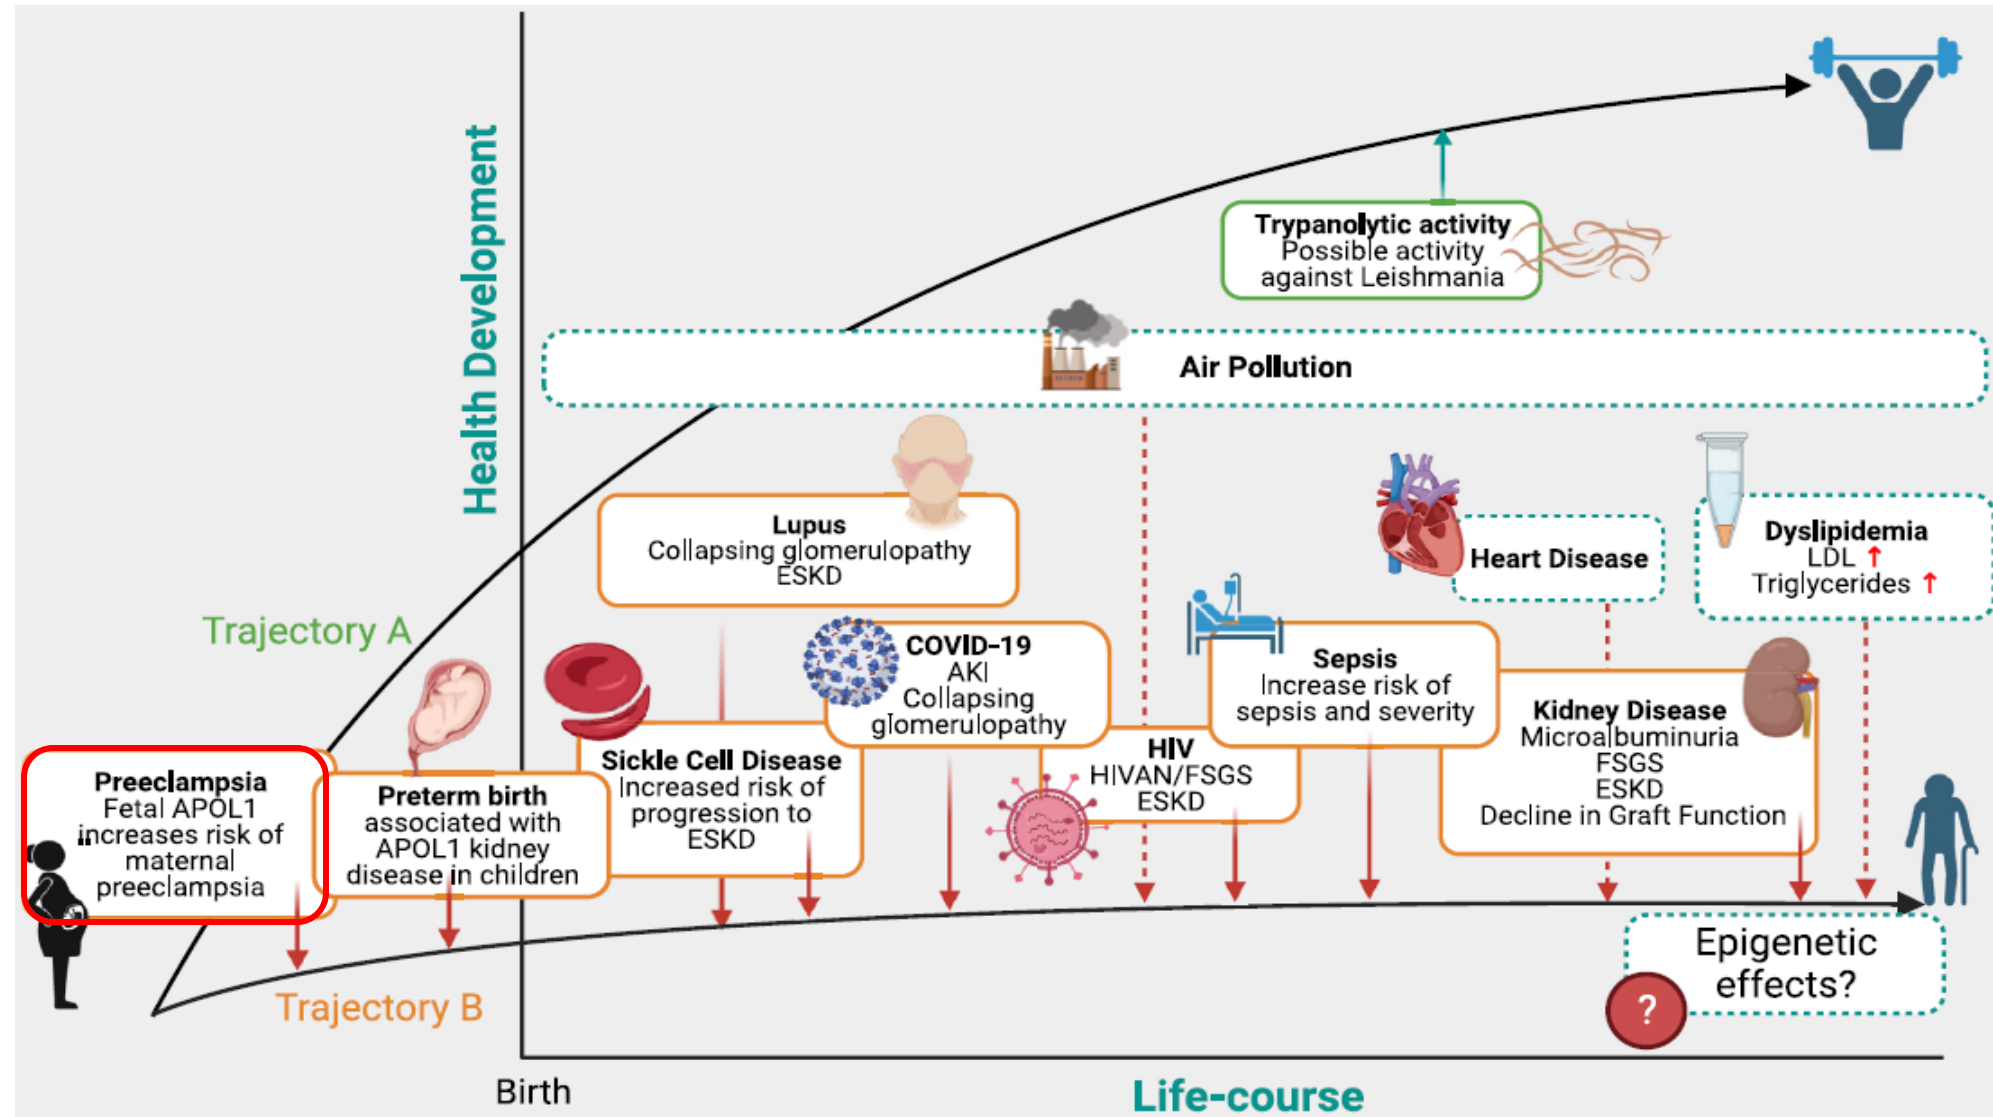 Health Development
Trypanolytic activity
Possible activity
against Leishmania
Air Pollution
Lupus
Collapsing glomerulopathy
ESKD
Heart Disease
Dyslipidemia
LDL ↑
Triglycerides ↑
Trajectory A
COVID-19
AKI
Collapsing
glomerulopathy
Sepsis
Increase risk of
sepsis and severity
Kidney Disease
Microalbuminuria
FSGS
ESKD
Decline in Graft Function
HIV
HIVAN/FSGS
ESKD
Sickle Cell Disease
Increased risk of
progression to
ESKD
Preeclampsia
Fetal APOL1
increases risk of
maternal
preeclampsia
Preterm birth
associated with
APOL1 kidney
disease in children
Trajectory B
Epigenetic
effects?
?
Birth
Life-course